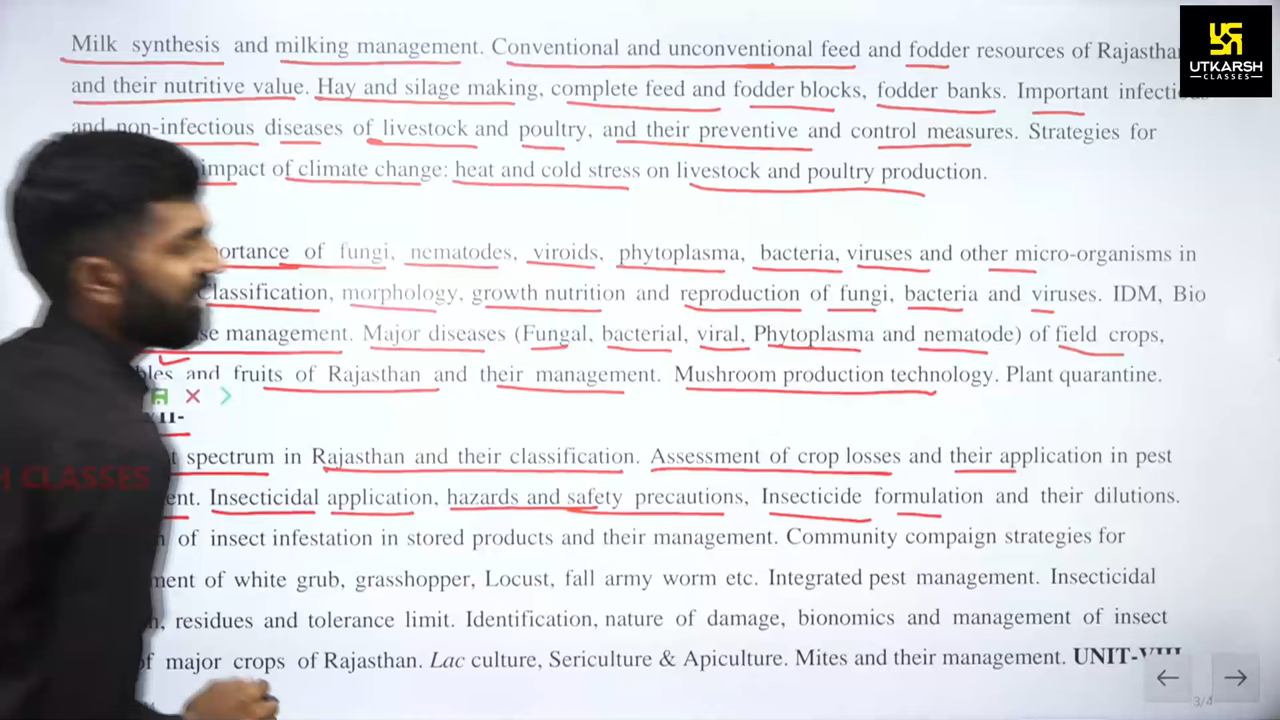 Milk synthesis and milking management. Conventional and unconventional feed and fodder resources of
UTKARSH
CLASSES
and their nutritive value. Hay and silage making, complete feed and fodder blocks, fodder banks. Important
and non-infectious diseases of livestock and poultry, and their preventive and control measures. Strategies for
impact of climate change: heat and cold stress on livestock and poultry production.
of fungi, nematodes, viroids, phytoplasma, bacteria, viruses and other micro-organisms in
Classification, morphology, growth nutrition and reproduction of fungi, bacteria and viruses. IDM, Bio
management. Major diseases (Fungal, bacterial, viral, Phytoplasma and nematode) of field crops,
and fruits of Rajasthan and their management. Mushroom production technology. Plant quarantine.
spectrum in Rajasthan and their classification. Assessment of crop losses and their application in pest
CLASSES
Insecticidal application, hazards and safety precautions, Insecticide formulation and their dilutions.
of insect infestation in stored products and their management. Community compaign strategies for
of white grub, grasshopper, Locust, fall army worm etc. Integrated pest management. Insecticidal
residues and tolerance limit. Identification, nature of damage, bionomics and management of insect
of major crops of Rajasthan. Lac culture, Sericulture & Apiculture. Mites and their management. UNIT-VIII
3/4